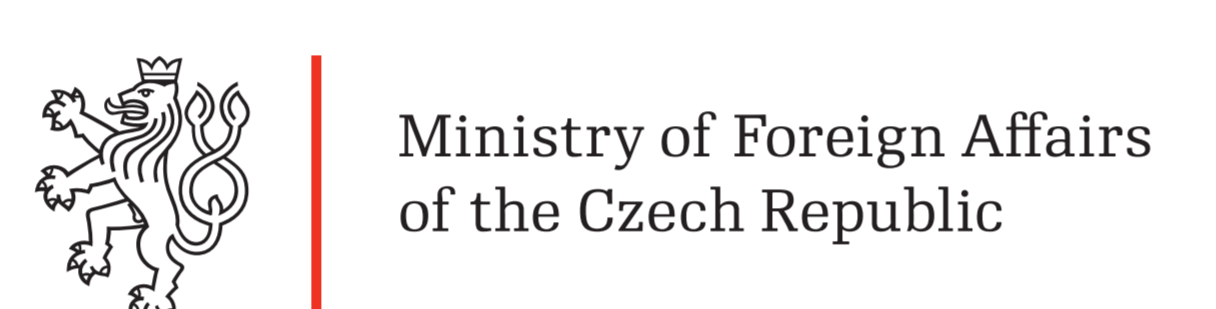 Ministry of Foreign Affairs
of the Czech Republic